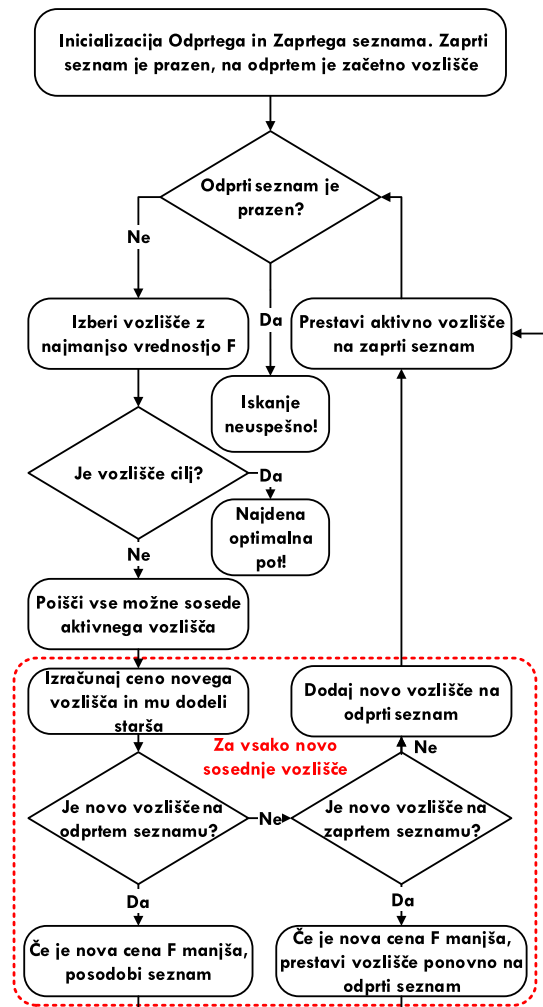 Inicializacija Odprtega in Zaprtega seznama. Zaprti
seznam je prazen, na odprtem je začetno vozlišče
Odprti seznam je
prazen?
Ne
Da
Izberi vozlišče z
najmanjso vrednostjo F
Prestavi aktivno vozlišče
na zaprti seznam
Iskanje
neuspešno!
Je vozlišče cilj?
Da
Najdena
optimalna
pot!
Ne
Poišči vse možne sosede
aktivnega vozlišča
Izračunaj ceno novega
vozlišča in mu dodeli
starša
Dodaj novo vozlišče na
odprti seznam
Za vsako novo
sosednje vozlišče
Ne
Je novo vozlišče na
odprtem seznamu?
Ne
Je novo vozlišče na
zaprtem seznamu?
Da
Da
Če je nova cena F manjša,
posodobi seznam
Če je nova cena F manjša,
prestavi vozlišče ponovno na
odprti seznam